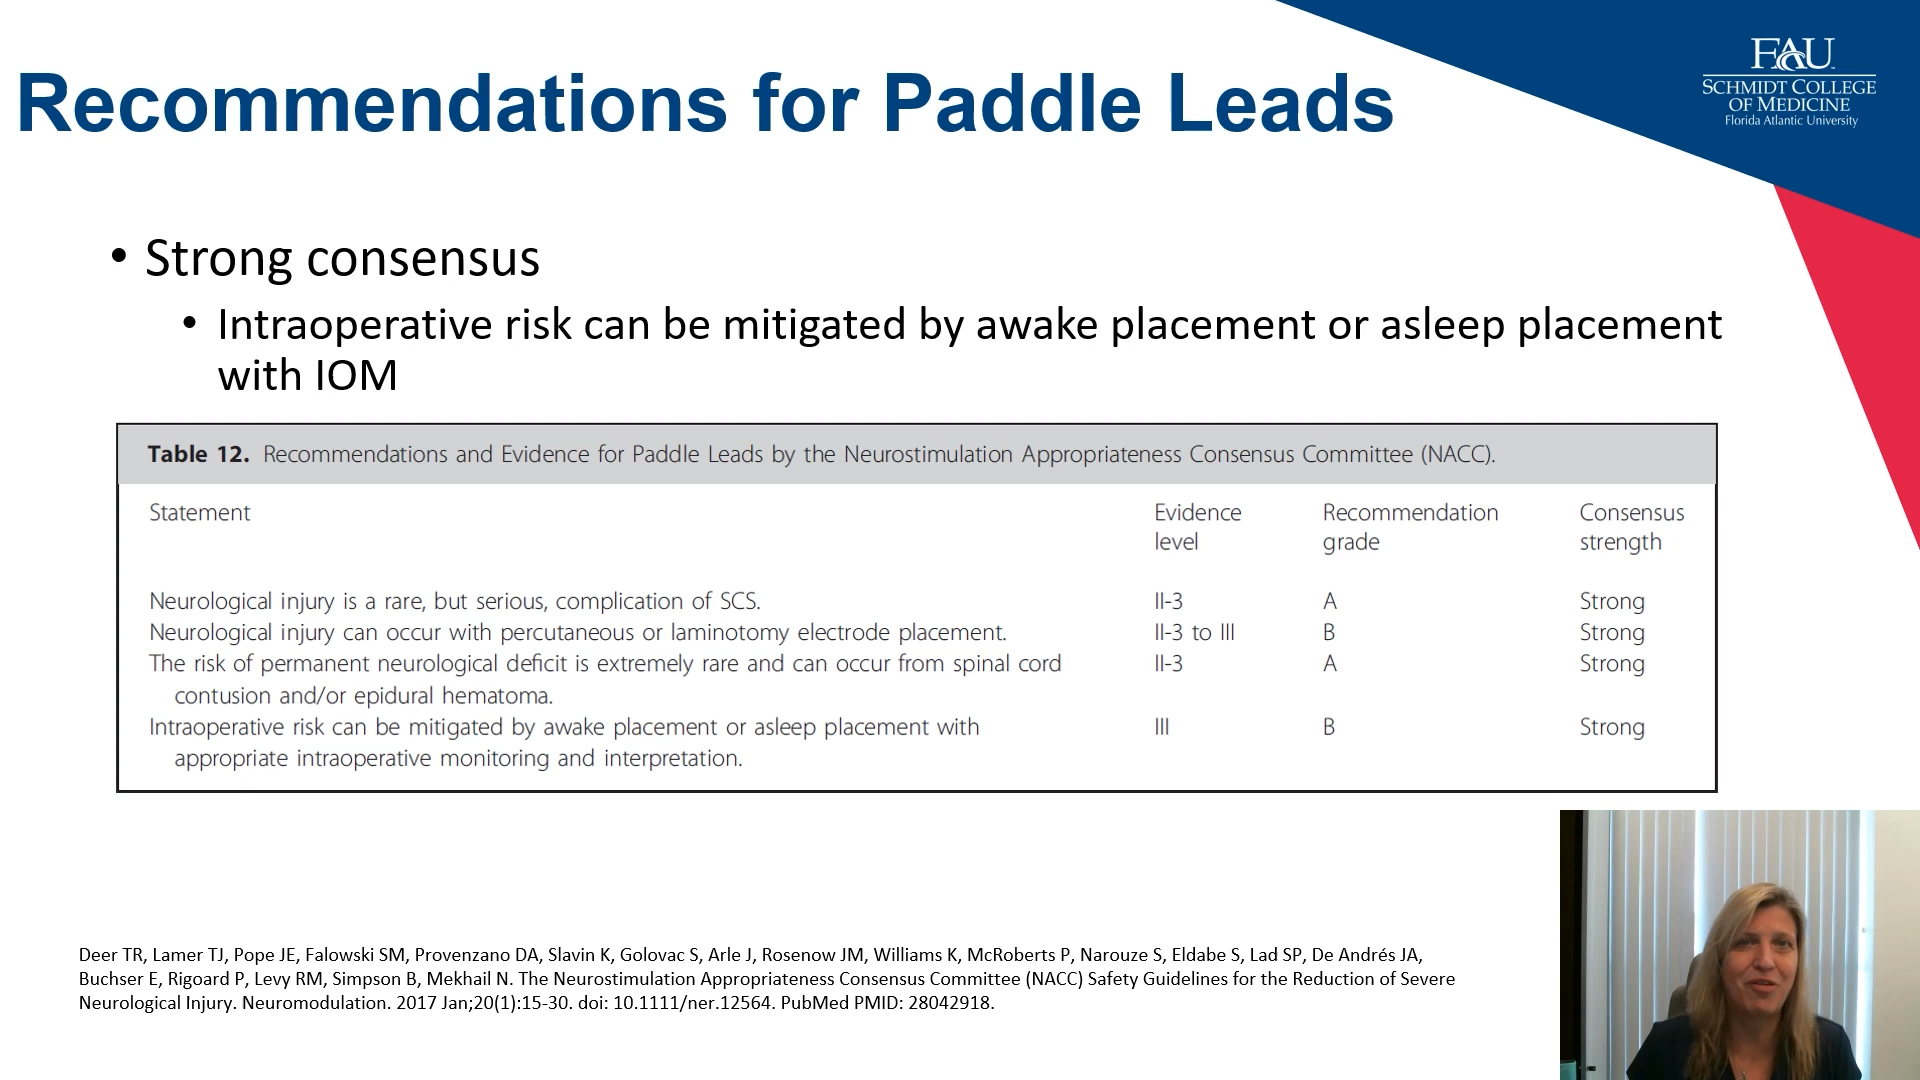 FAU
SCHMIDT COLLEGE
OF MEDICINE
Florida Atlantic University
Recommendations for Paddle Leads
• Strong consensus
• Intraoperative risk can be mitigated by awake placement or asleep placement
with IOM
Table 12. Recommendations and Evidence for Paddle Leads by the Neurostimulation Appropriateness Consensus Committee (NACC).
Statement Evidence level Recommendation grade Consensus strength
Neurological injury is a rare, but serious, complication of SCS. II-3 A Strong
Neurological injury can occur with percutaneous or laminotomy electrode placement. II-3 to III B Strong
The risk of permanent neurological deficit is extremely rare and can occur from spinal cord II-3 A Strong
contusion and/or epidural hematoma.
Intraoperative risk can be mitigated by awake placement or asleep placement with III B Strong
appropriate intraoperative monitoring and interpretation.
Deer TR, Lamer TJ, Pope JE, Falowski SM, Provenzano DA, Slavin K, Golovac S, Arle J, Rosenow JM, Williams K, McRoberts P, Narouze S, Eldabe S, Lad SP, De Andrés JA,
Buchser E, Rigoard P, Levy RM, Simpson B, Mekhail N. The Neurostimulation Appropriateness Consensus Committee (NACC) Safety Guidelines for the Reduction of Severe
Neurological Injury. Neuromodulation. 2017 Jan;20(1):15-30. doi: 10.1111/ner.12564. PubMed PMID: 28042918.